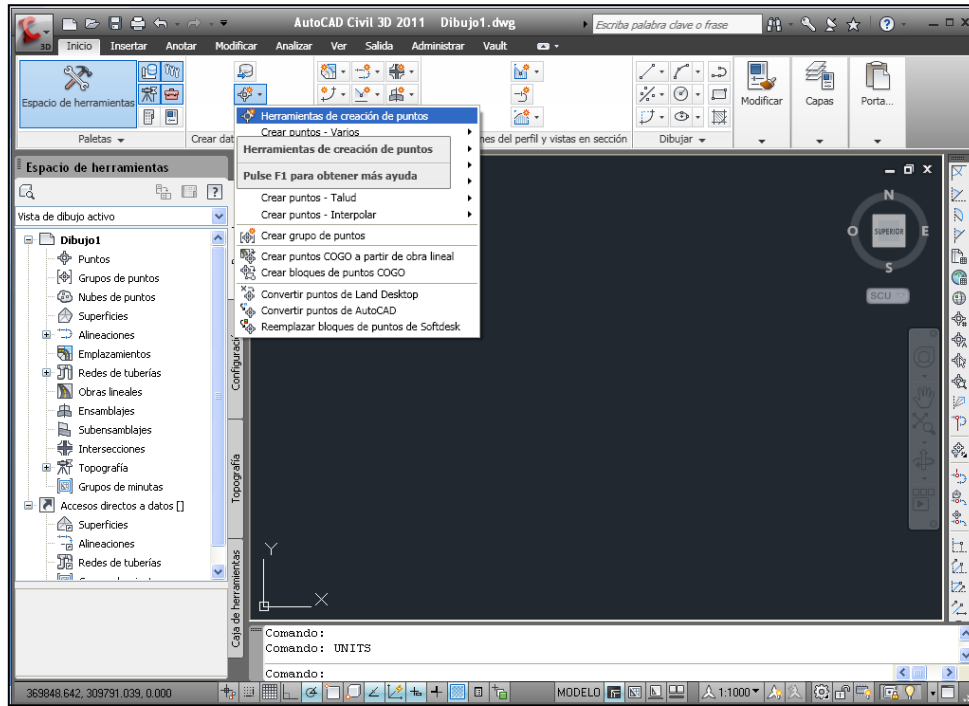 AutoCAD Civil 3D 2011 Dibujo1.dwg
Escriba palabra clave o frase
3D
Inicio Insertar Anotar Modificar Analizar Ver Salida Administrar Vault
Espacio de herramientas
Modificar Capas Porta...
Paletas
Crear dat
nes del perfil y vistas en sección
Dibujar
Herramientas de creación de puntos
Crear puntos - Varios
Herramientas de creación de puntos
Pulse F1 para obtener más ayuda
Crear puntos - Talud
Crear puntos - Interpolar
Crear grupo de puntos
Crear puntos COGO a partir de obra lineal
Crear bloques de puntos COGO
Convertir puntos de Land Desktop
Convertir puntos de AutoCAD
Reemplazar bloques de puntos de Softdesk
Espacio de herramientas
Vista de dibujo activo
Dibujo1
Puntos
Grupos de puntos
Nubes de puntos
Superficies
Alineaciones
Emplazamientos
Redes de tuberías
Obras lineales
Ensamblajes
Subensamblajes
Intersecciones
Topografía
Grupos de minutas
Accesos directos a datos []
Superficies
Alineaciones
Redes de tuberías
Configuraci
Topografía
Caja de herramientas
N
O SUPERIOR E
S
SCU
Y
X
Comando:
Comando: UNITS
Comando:
369848.642, 309791.039, 0.000
MODELO
1:1000